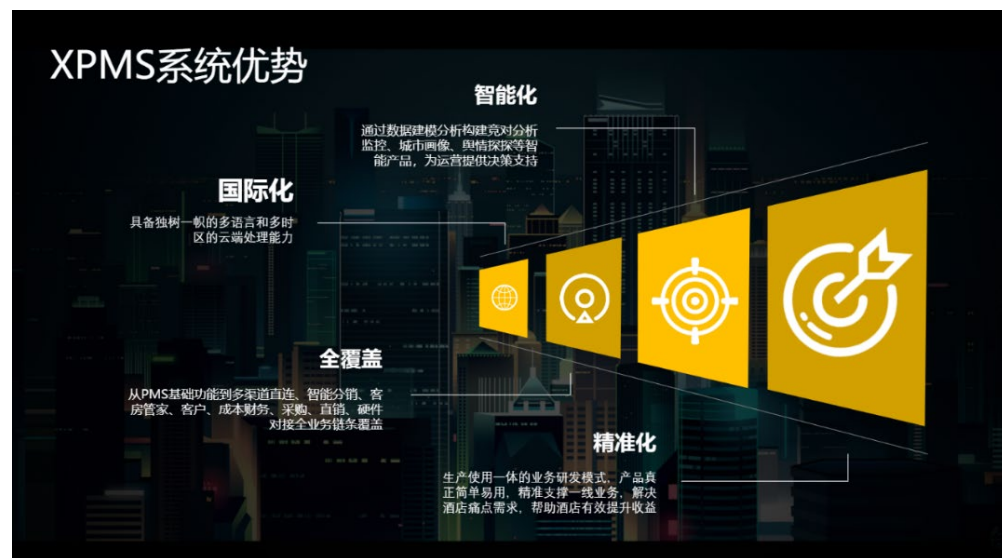 XPMS系统优势
智能化
通过数据建模分析构建竞对分析
监控、城市画像、舆情探探等智
能产品，为运营提供决策支持
国际化
具备独树一帜的多语言和多时
区的云端处理能力
全覆盖
从PMS基础功能到多渠道直连、智能分销、客
房管家、客户、成本财务、采购、直销、硬件
对接全业务链条覆盖
精准化
生产使用一体的业务研发模式，产品真
正简单易用，精准支撑一线业务，解决
酒店痛点需求，帮助酒店有效提升收益